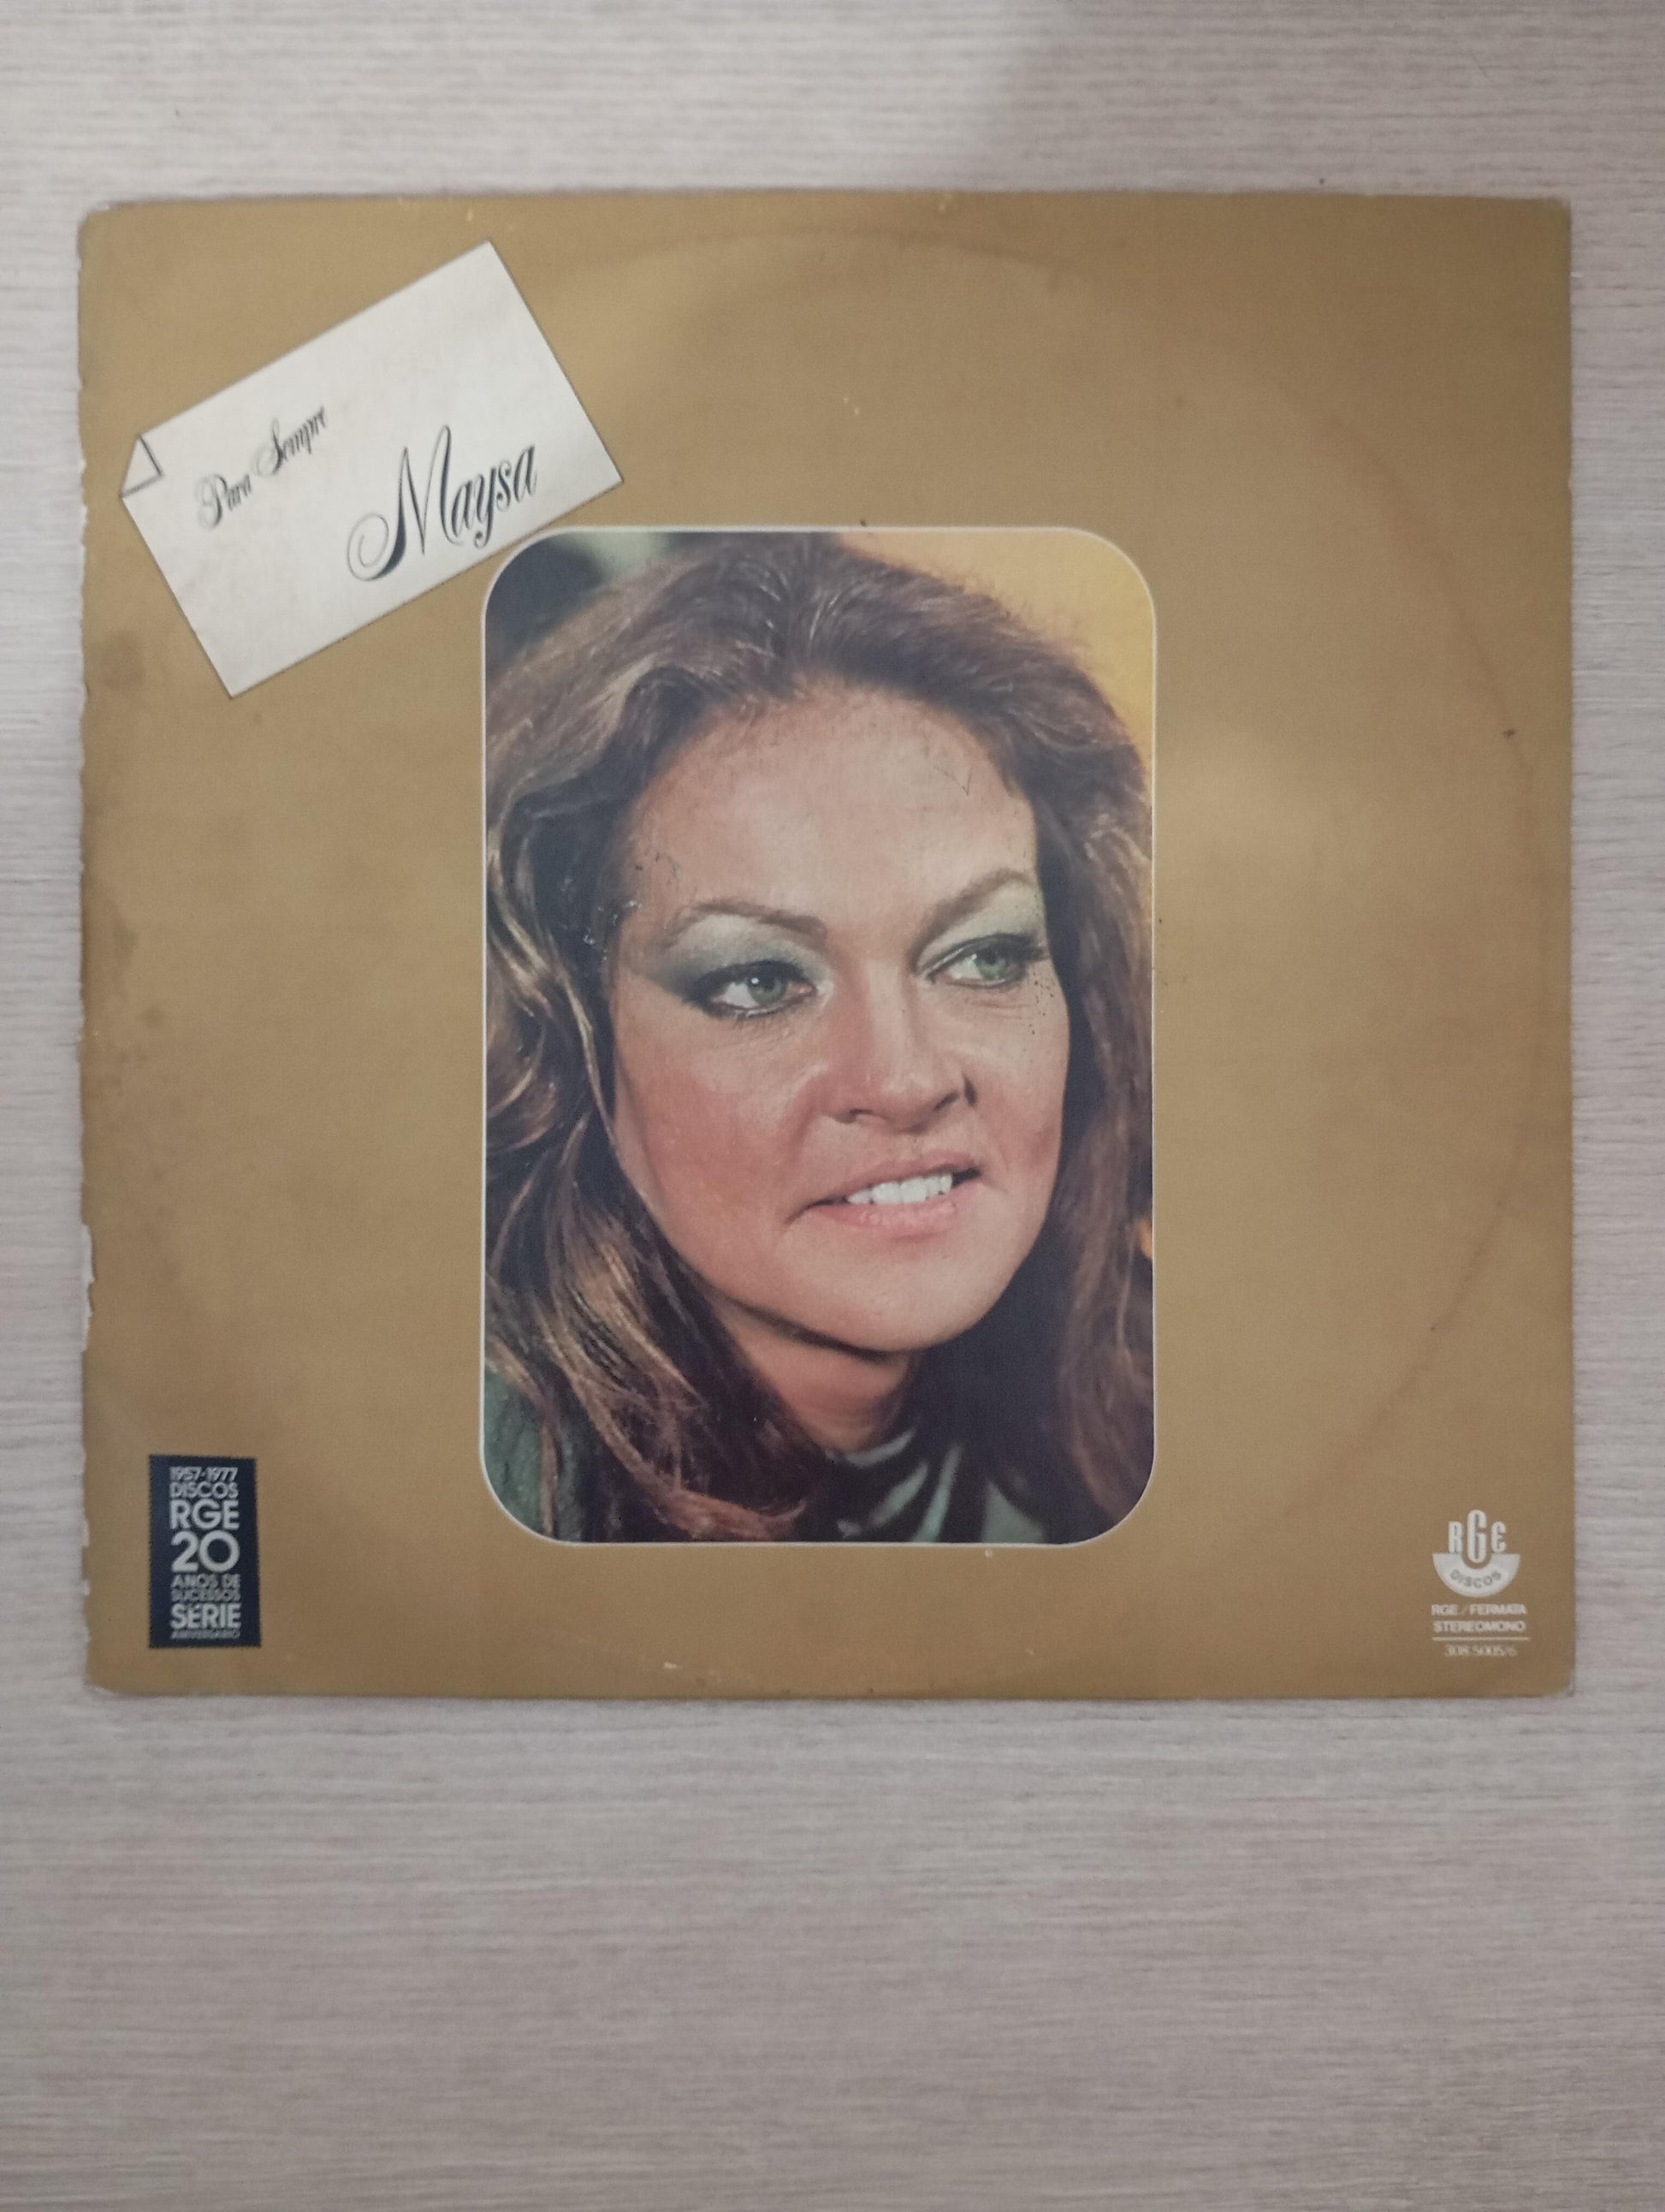 Para Sempre
Maysa
1957-1977
DISCOS
RGE
20
ANOS DE
SUCESSOS
SÉRIE
ANIVERSÁRIO
RGE
DISCOS
RGE / FERMATA
STEREOMONO
308.5005/6